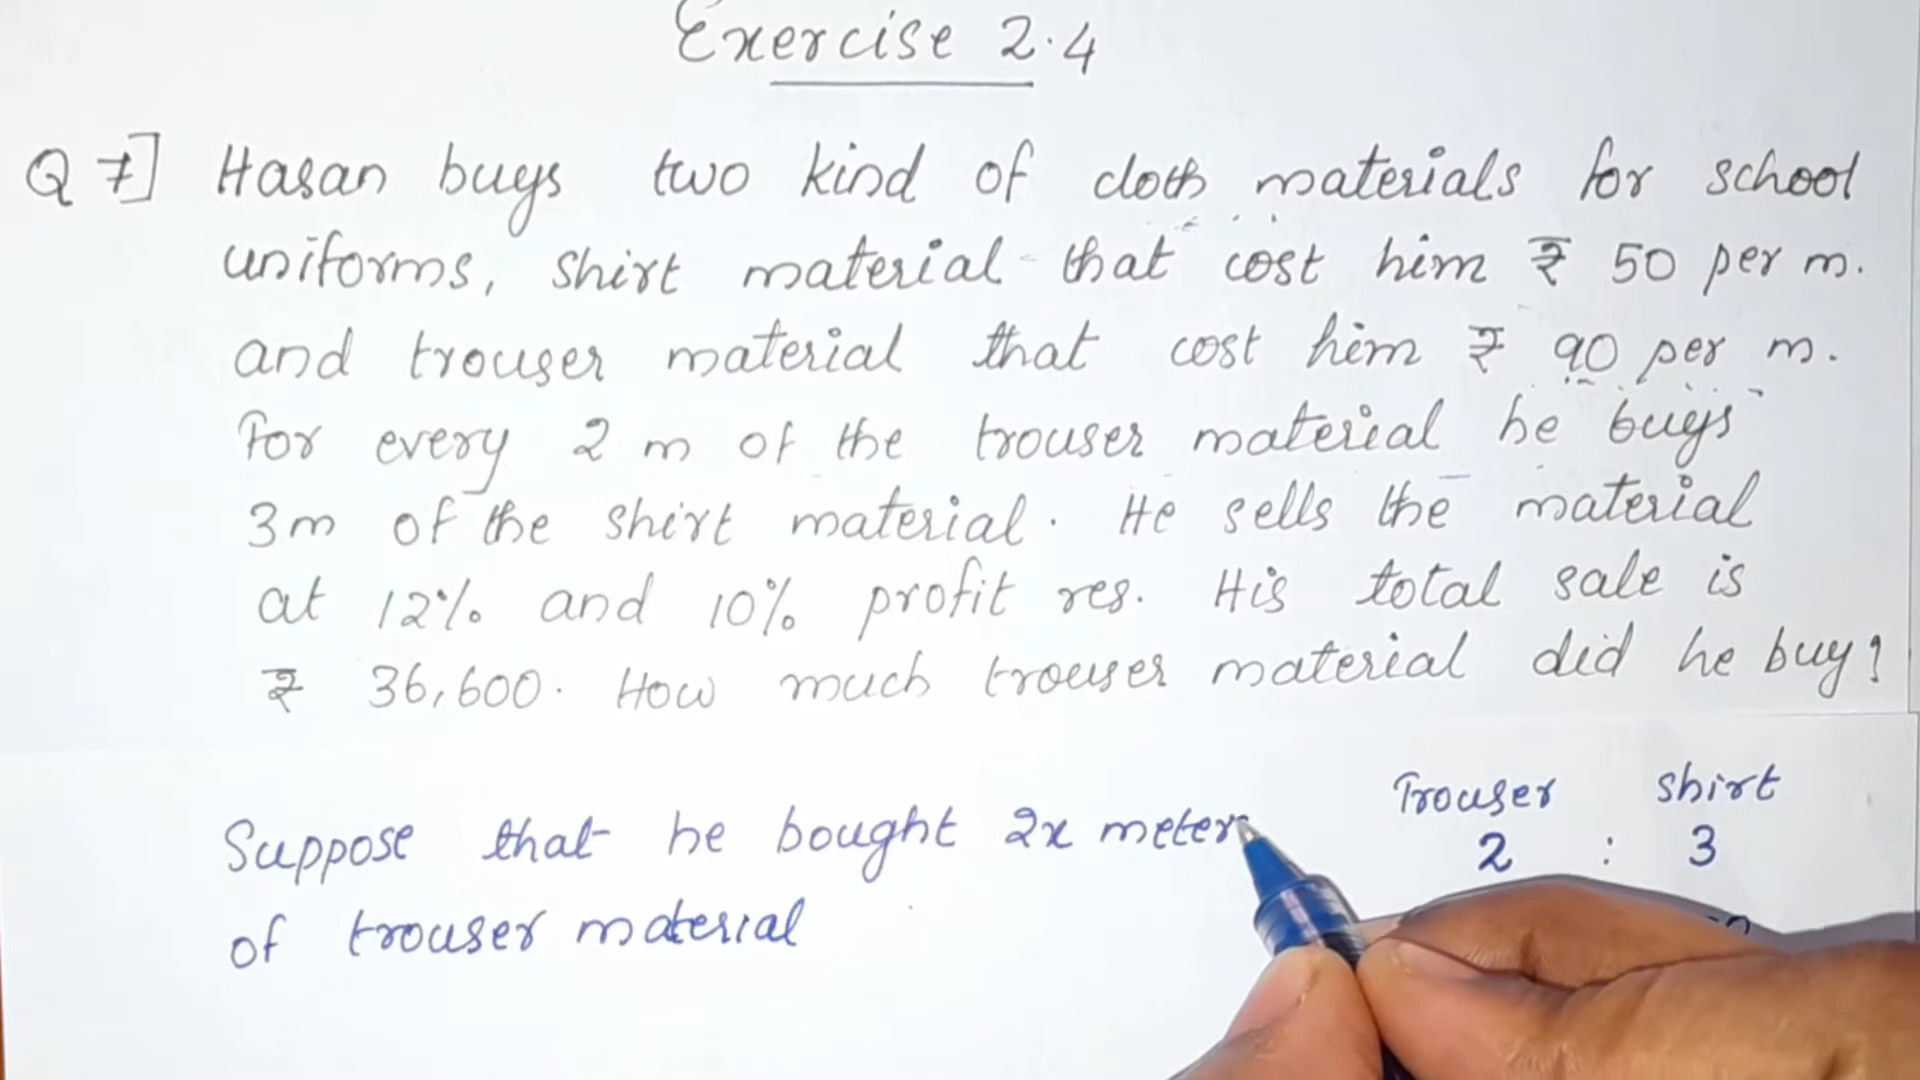 Exercise 2.4
Q 7] Hasan buys two kind of cloth materials for school
uniforms, shirt material that cost him ₹ 50 per m.
and trouser material that cost him ₹ 90 per m.
For every 2 m of the trouser material he buys
3m of the shirt material. He sells the material
at 12% and 10% profit res. His total sale is
₹ 36,600. How much trouser material did he buy?
Trouser shirt
2 : 3
Suppose that he bought 2x meter
of trouser material